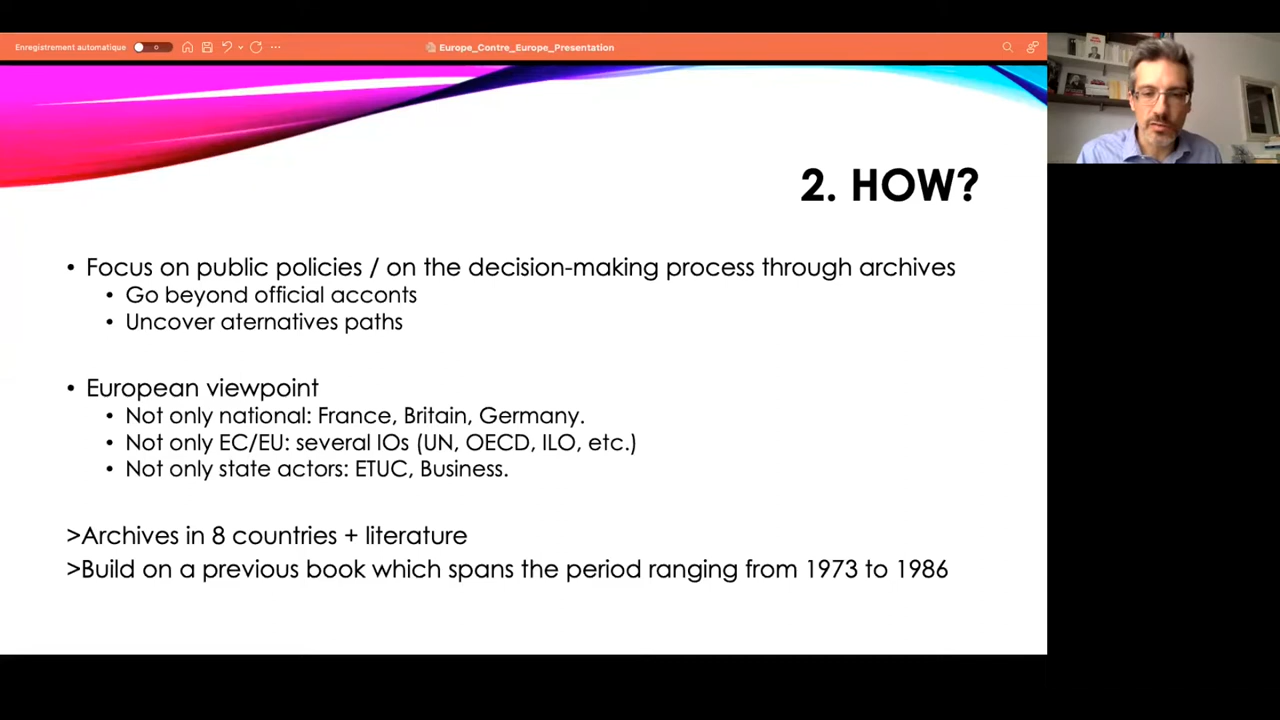 Enregistrement automatique
Europe_Contre_Europe_Presentation
2. HOW?
• Focus on public policies / on the decision-making process through archives
• Go beyond official acconts
• Uncover aternatives paths
• European viewpoint
• Not only national: France, Britain, Germany.
• Not only EC/EU: several IOs (UN, OECD, ILO, etc.)
• Not only state actors: ETUC, Business.
>Archives in 8 countries + literature
>Build on a previous book which spans the period ranging from 1973 to 1986